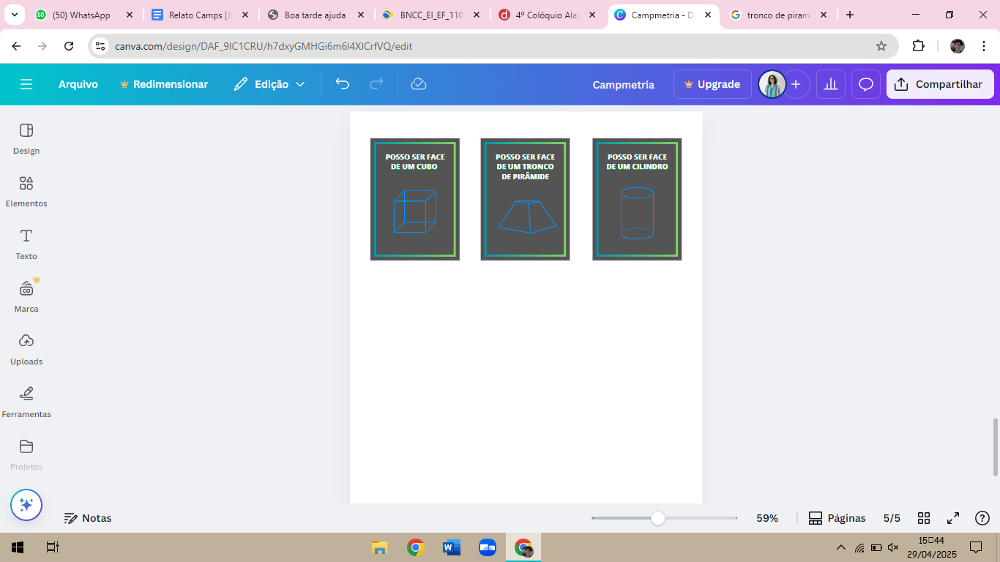 (50) WhatsApp
Relato Camps [J
Boa tarde ajuda
BNCC_EI_EF_110
4º Colóquio Alag
Campmetria - D
tronco de piram
canva.com/design/DAF_9IC1CRU/h7dxyGMHGi6m6l4XICrfVQ/edit
Arquivo
Redimensionar
Edição
Campmetria
Upgrade
Compartilhar
Design
Elementos
Texto
Marca
Uploads
Ferramentas
Projetos
POSSO SER FACE
DE UM CUBO
POSSO SER FACE
DE UM TRONCO
DE PIRÂMIDE
POSSO SER FACE
DE UM CILINDRO
Notas
59%
Páginas
5/5
15:44
29/04/2025